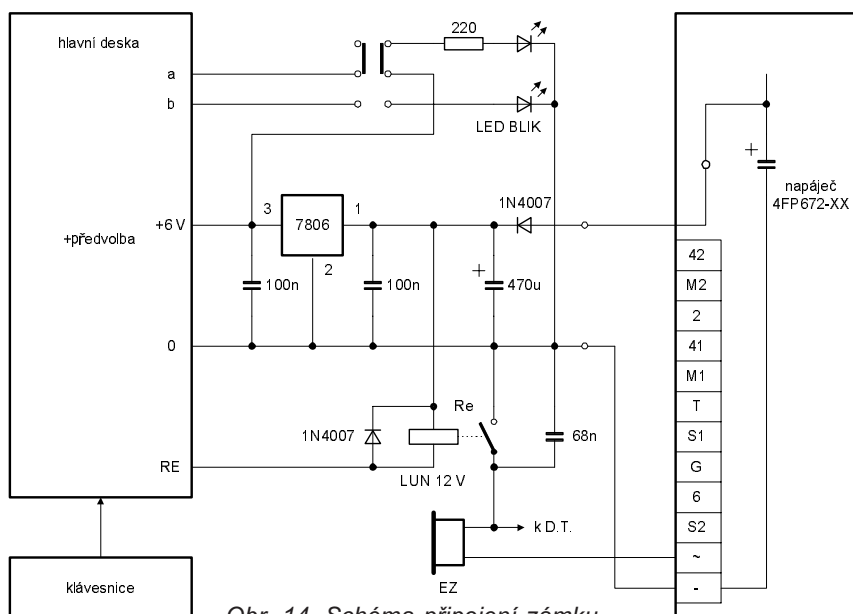 hlavní deska
a
b
+6 V
+předvolba
0
RE
klávesnice
220
LED BLIK
3
7806
1
2
1N4007
100n
100n
+
470u
1N4007
LUN 12 V
Re
68n
k D.T.
EZ
+
napáječ
4FP672-XX
42
M2
2
41
M1
T
S1
G
6
S2
~
-
Obr. 14. Schéma připojení zámku